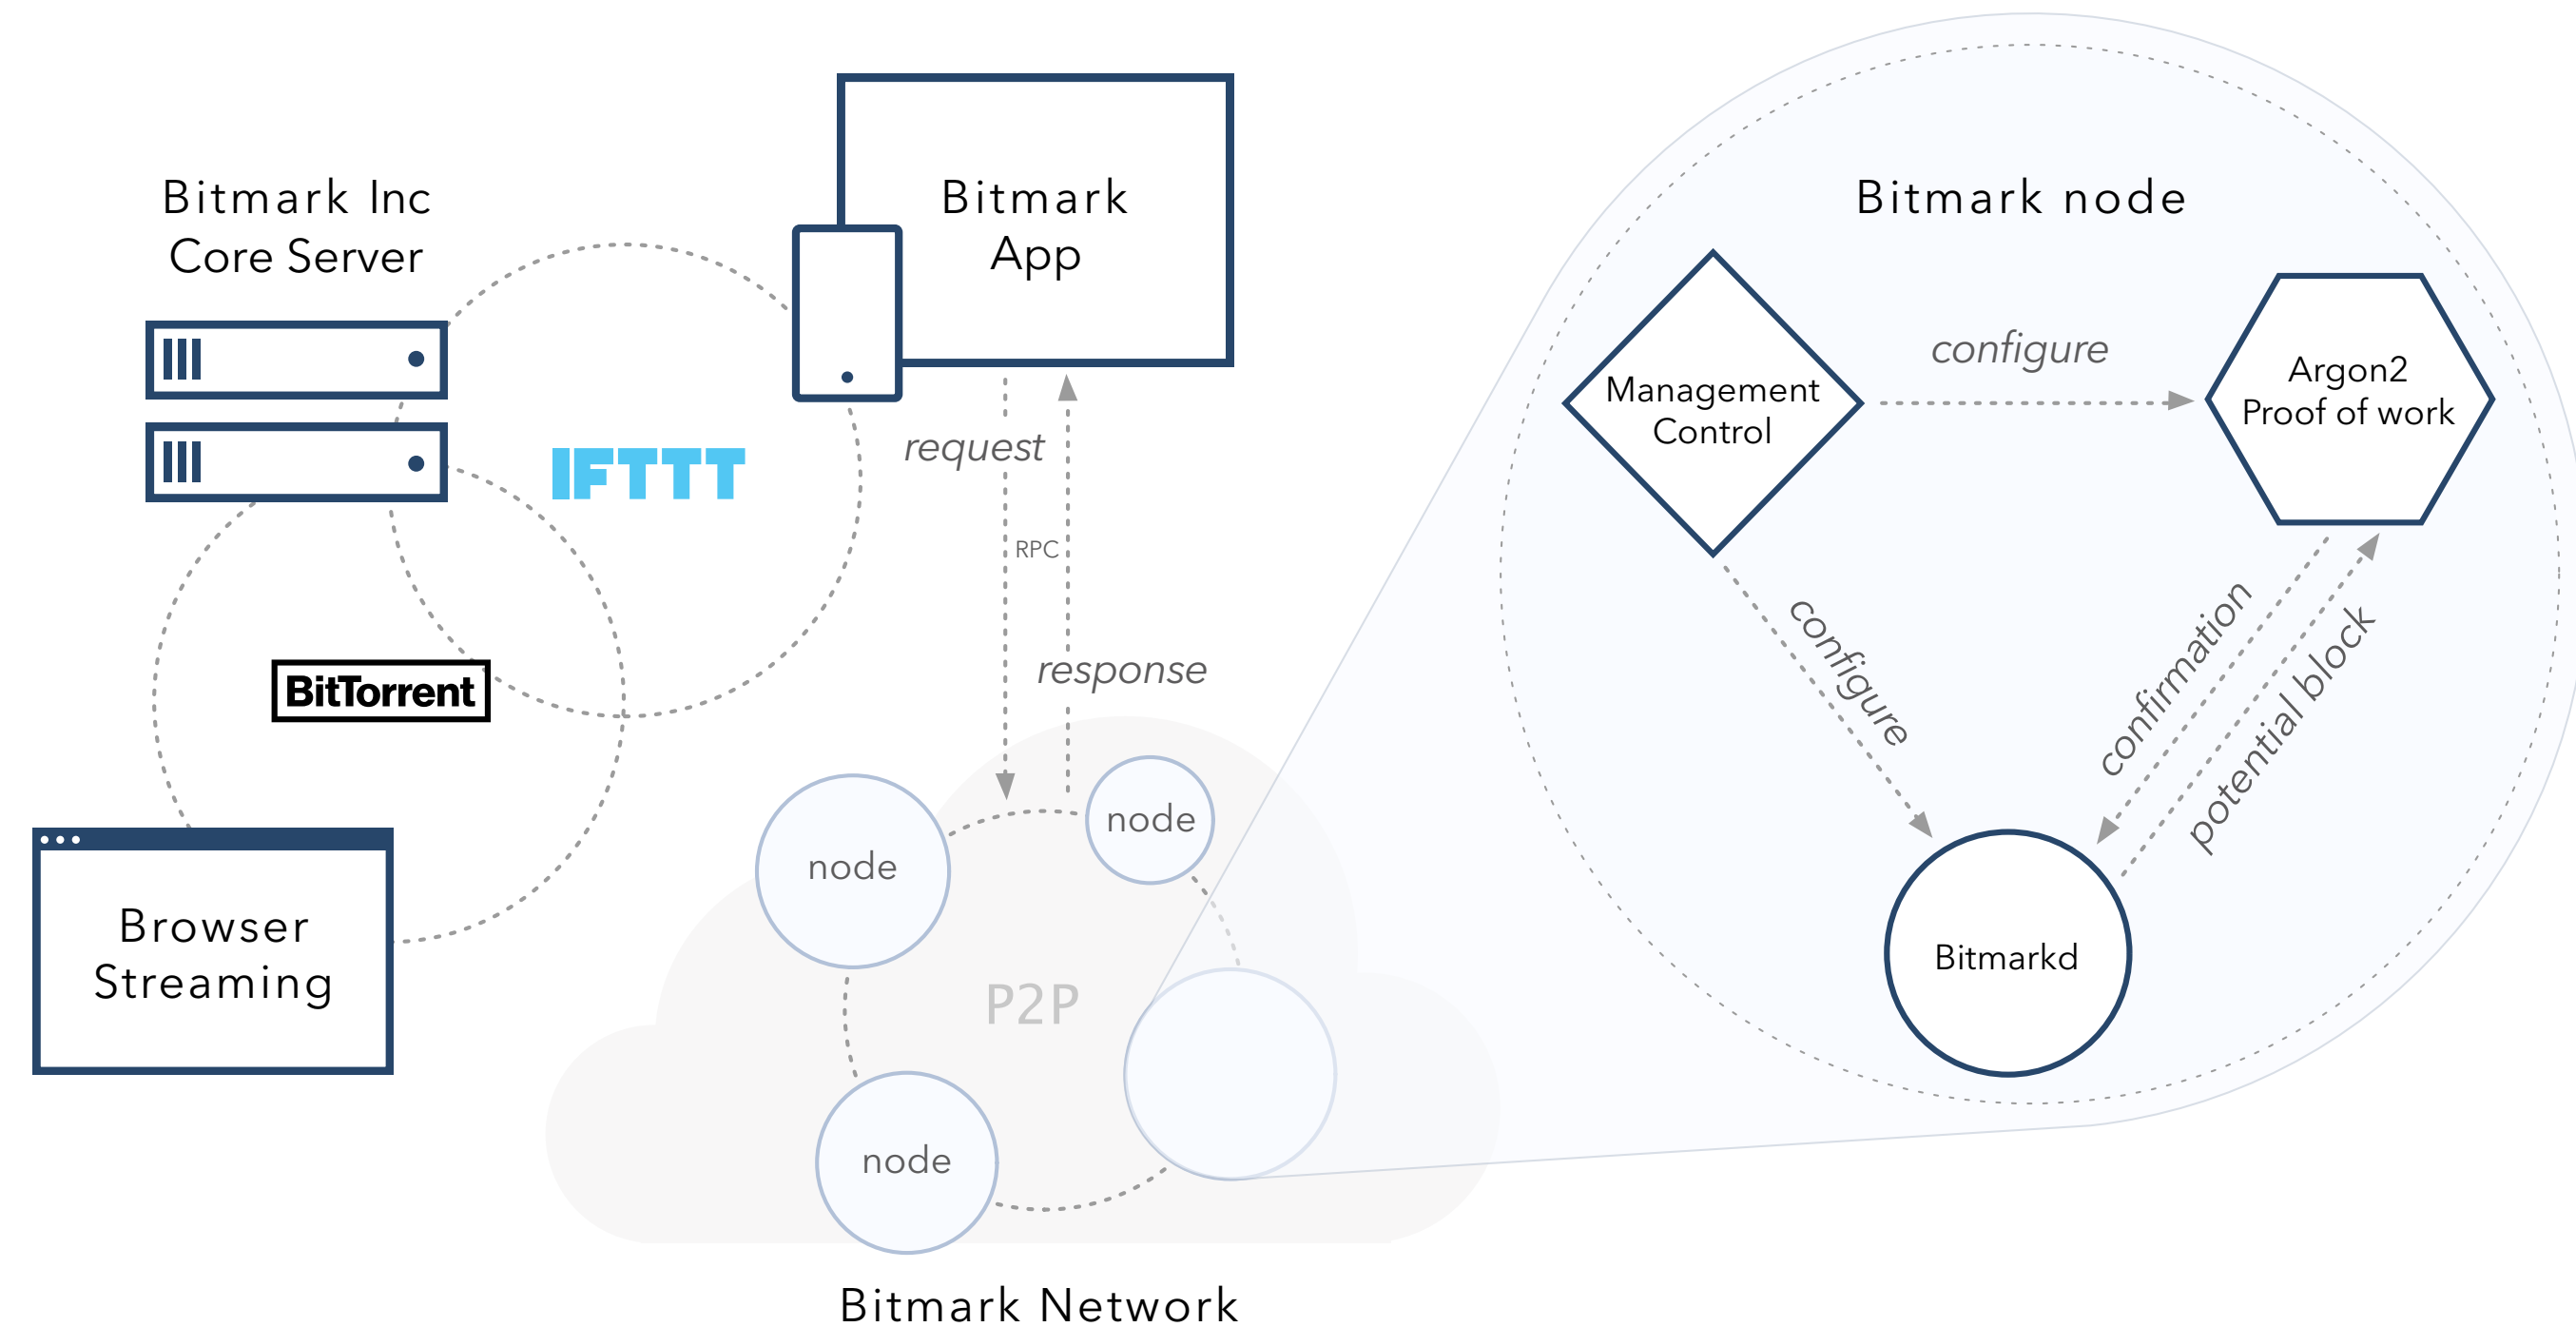 Bitmark Inc
Core Server
Bitmark
App
IFTTT
BitTorrent
Browser
Streaming
request
RPC
response
node
node
P2P
node
Bitmark Network
Bitmark node
Management
Control
configure
Argon2
Proof of work
configure
confirmation
potential block
Bitmarkd